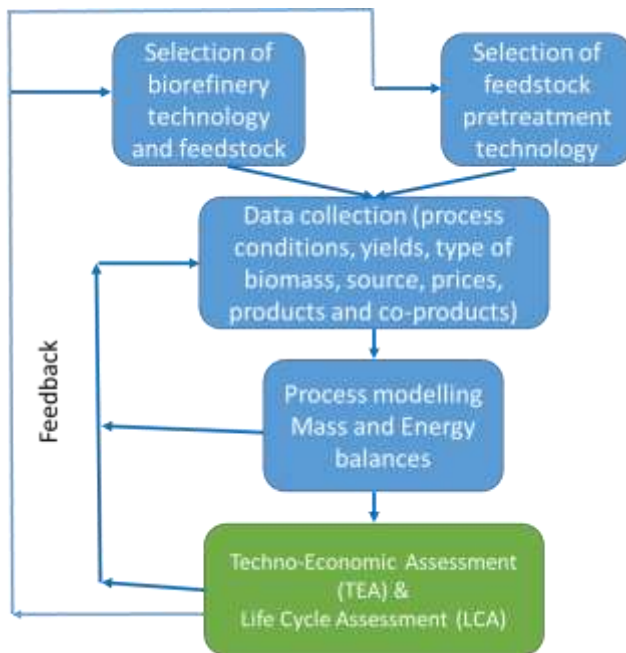 Selection of
biorefinery
technology
and feedstock
Selection of
feedstock
pretreatment
technology
Data collection (process
conditions, yields, type of
biomass, source, prices,
products and co-products)
Feedback
Process modelling
Mass and Energy
balances
Techno-Economic Assessment
(TEA) &
Life Cycle Assessment (LCA)